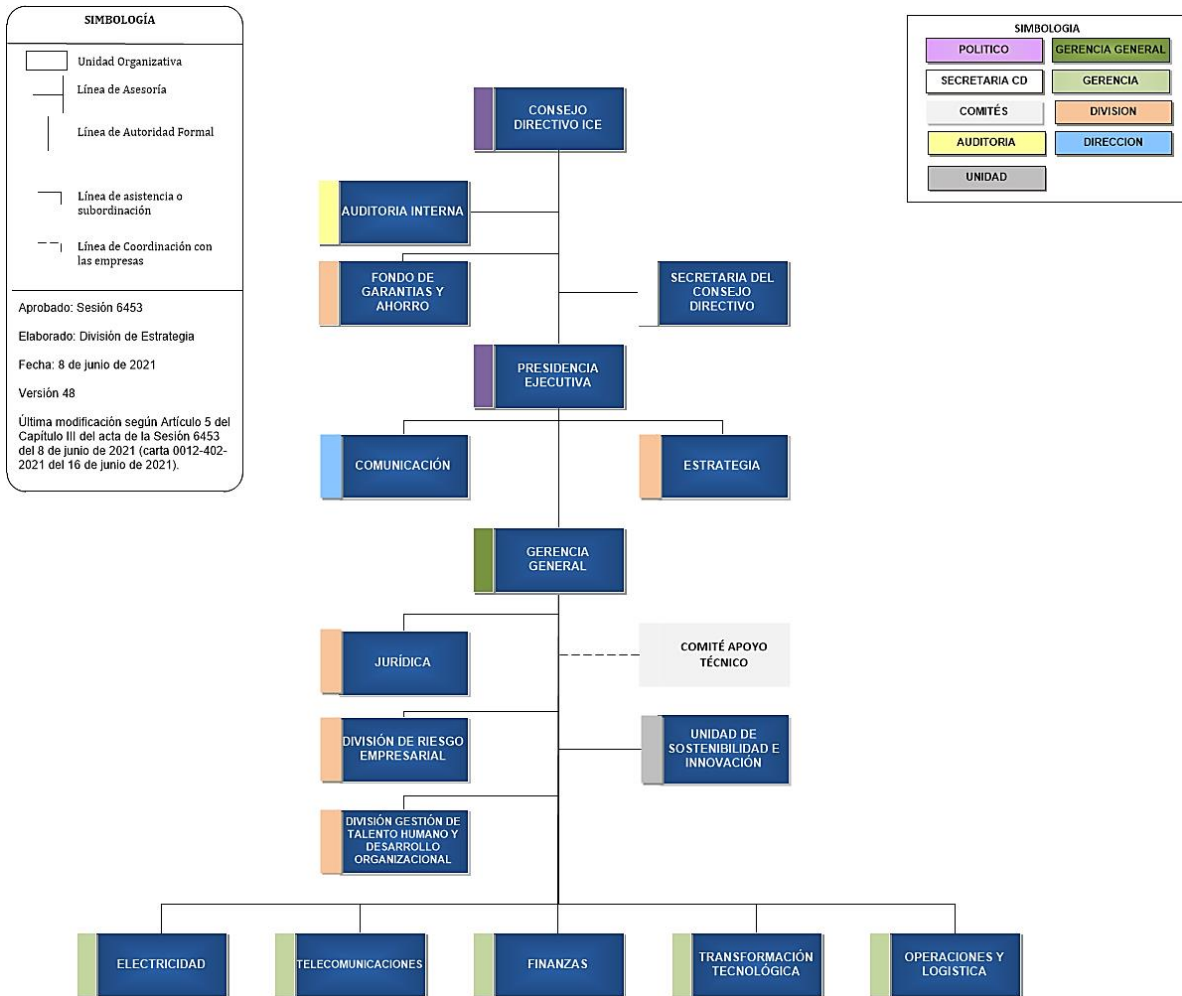 SIMBOLOGÍA
Unidad Organizativa
Línea de Asesoría
Línea de Autoridad Formal
Línea de asistencia o
subordinación
Línea de Coordinación con
las empresas
Aprobado: Sesión 6453
Elaborado: División de Estrategia
Fecha: 8 de junio de 2021
Versión 48
Última modificación según Artículo 5 del
Capítulo III del acta de la Sesión 6453
del 8 de junio de 2021 (carta 0012-402-
2021 del 16 de junio de 2021).
SIMBOLOGIA
POLITICO
GERENCIA GENERAL
SECRETARIA CD
GERENCIA
COMITÉS
DIVISION
AUDITORIA
DIRECCION
UNIDAD
CONSEJO
DIRECTIVO ICE
AUDITORIA INTERNA
FONDO DE
GARANTIAS Y
AHORRO
SECRETARIA DEL
CONSEJO
DIRECTIVO
PRESIDENCIA
EJECUTIVA
COMUNICACIÓN
ESTRATEGIA
GERENCIA
GENERAL
JURÍDICA
COMITÉ APOYO
TÉCNICO
DIVISIÓN DE RIESGO
EMPRESARIAL
UNIDAD DE
SOSTENIBILIDAD E
INNOVACIÓN
DIVISIÓN GESTIÓN DE
TALENTO HUMANO Y
DESARROLLO
ORGANIZACIONAL
ELECTRICIDAD
TELECOMUNICACIONES
FINANZAS
TRANSFORMACIÓN
TECNOLÓGICA
OPERACIONES Y
LOGISTICA